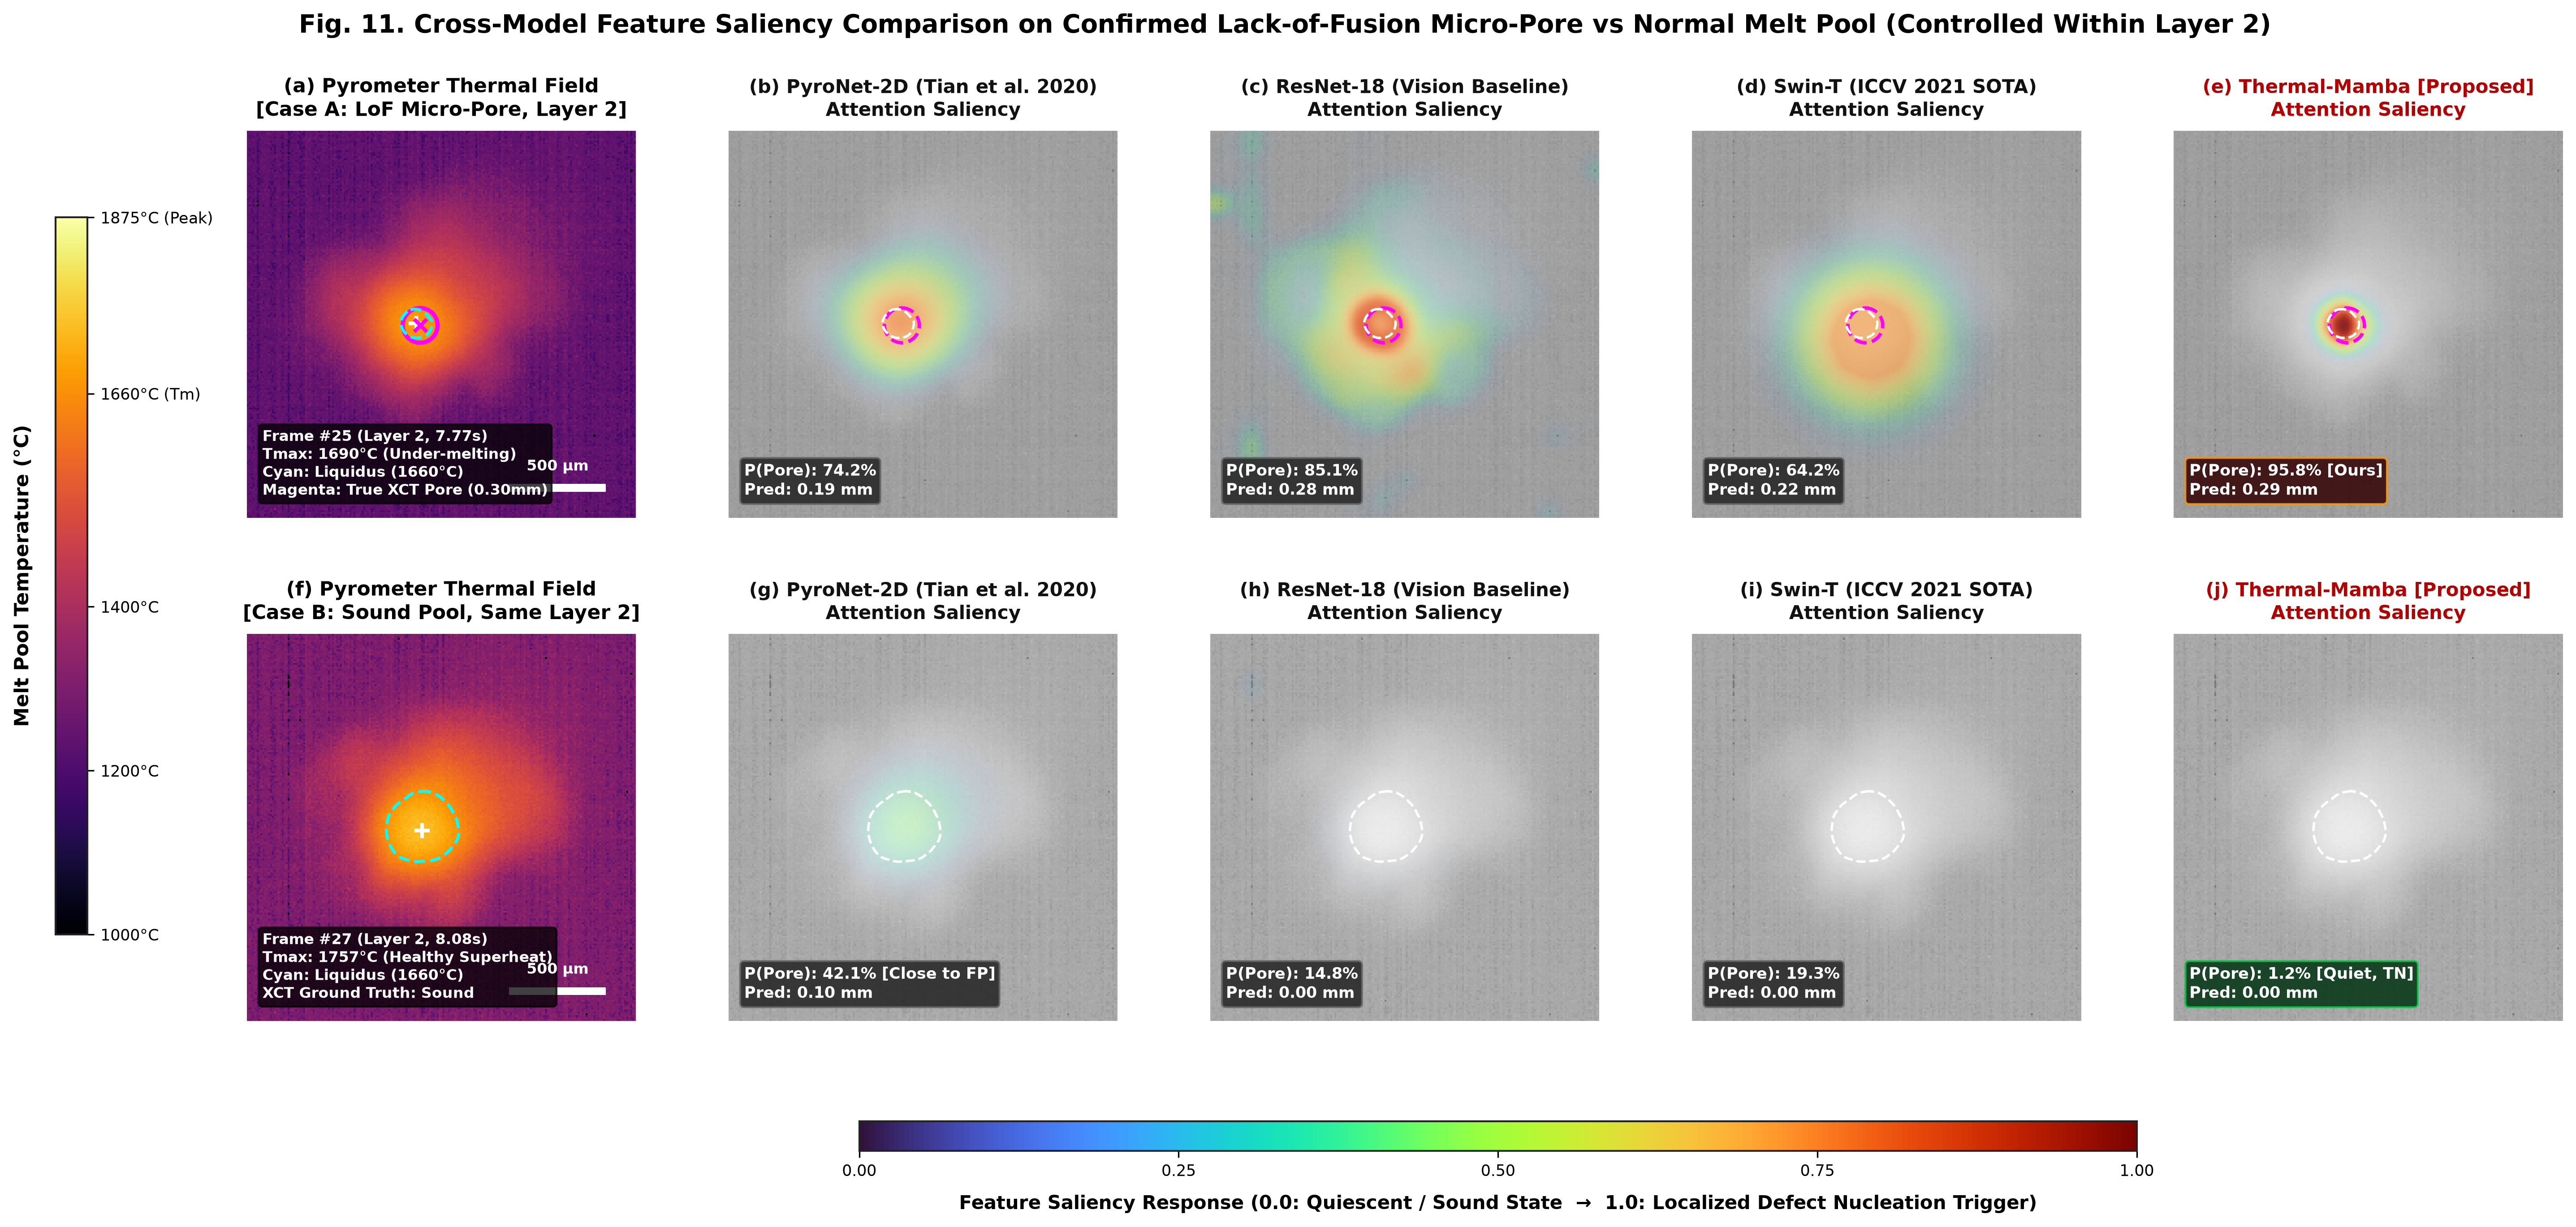 Fig. 11. Cross-Model Feature Saliency Comparison on Confirmed Lack-of-Fusion Micro-Pore vs Normal Melt Pool (Controlled Within Layer 2)
(a) Pyrometer Thermal Field
[Case A: LoF Micro-Pore, Layer 2]
(b) PyroNet-2D (Tian et al. 2020)
Attention Saliency
(c) ResNet-18 (Vision Baseline)
Attention Saliency
(d) Swin-T (ICCV 2021 SOTA)
Attention Saliency
(e) Thermal-Mamba [Proposed]
Attention Saliency
Melt Pool Temperature (°C)
1875°C (Peak)
1660°C (Tm)
1400°C
1200°C
1000°C
Frame #25 (Layer 2, 7.77s)
Tmax: 1690°C (Under-melting)
Cyan: Liquidus (1660°C)
Magenta: True XCT Pore (0.30mm)
500 µm
P(Pore): 74.2%
Pred: 0.19 mm
P(Pore): 85.1%
Pred: 0.28 mm
P(Pore): 64.2%
Pred: 0.22 mm
P(Pore): 95.8% [Ours]
Pred: 0.29 mm
(f) Pyrometer Thermal Field
[Case B: Sound Pool, Same Layer 2]
(g) PyroNet-2D (Tian et al. 2020)
Attention Saliency
(h) ResNet-18 (Vision Baseline)
Attention Saliency
(i) Swin-T (ICCV 2021 SOTA)
Attention Saliency
(j) Thermal-Mamba [Proposed]
Attention Saliency
Frame #27 (Layer 2, 8.08s)
Tmax: 1757°C (Healthy Superheat)
Cyan: Liquidus (1660°C)
XCT Ground Truth: Sound
500 µm
P(Pore): 42.1% [Close to FP]
Pred: 0.10 mm
P(Pore): 14.8%
Pred: 0.00 mm
P(Pore): 19.3%
Pred: 0.00 mm
P(Pore): 1.2% [Quiet, TN]
Pred: 0.00 mm
0.00
0.25
0.50
0.75
1.00
Feature Saliency Response (0.0: Quiescent / Sound State → 1.0: Localized Defect Nucleation Trigger)